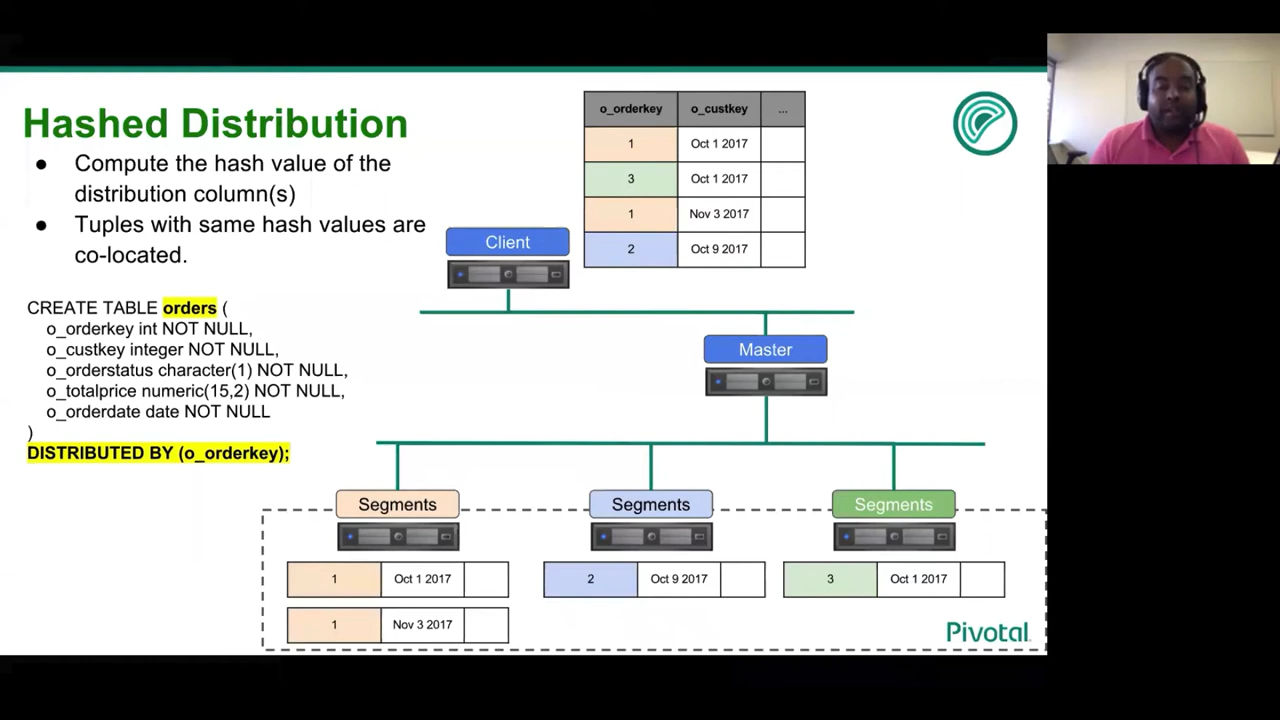 Hashed Distribution
● Compute the hash value of the
distribution column(s)
● Tuples with same hash values are
co-located.
CREATE TABLE orders (
o_orderkey int NOT NULL,
o_custkey integer NOT NULL,
o_orderstatus character(1) NOT NULL,
o_totalprice numeric(15,2) NOT NULL,
o_orderdate date NOT NULL
)
DISTRIBUTED BY (o_orderkey);
o_orderkey o_custkey ...
1 Oct 1 2017
3 Oct 1 2017
1 Nov 3 2017
2 Oct 9 2017
Client
Master
Segments Segments Segments
1 Oct 1 2017 2 Oct 9 2017 3 Oct 1 2017
1 Nov 3 2017
Pivotal